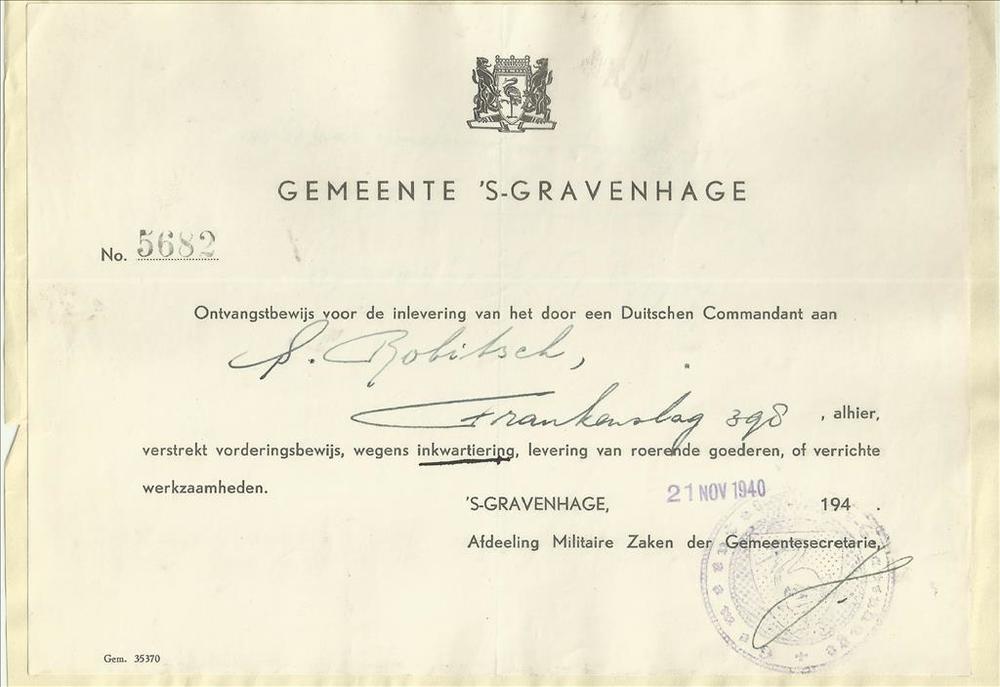 GEMEENTE 'S-GRAVENHAGE
No. 5682
Ontvangstbewijs voor de inlevering van het door een Duitschen Commandant aan
S. Robitsch,
Frankenslag 398 , alhier,
verstrekt vorderingsbewijs, wegens inkwartiering, levering van roerende goederen, of verrichte
werkzaamheden.
'S-GRAVENHAGE, 21 NOV 1940 194 .
Afdeeling Militaire Zaken der Gemeentesecretarie,
Gem. 35370